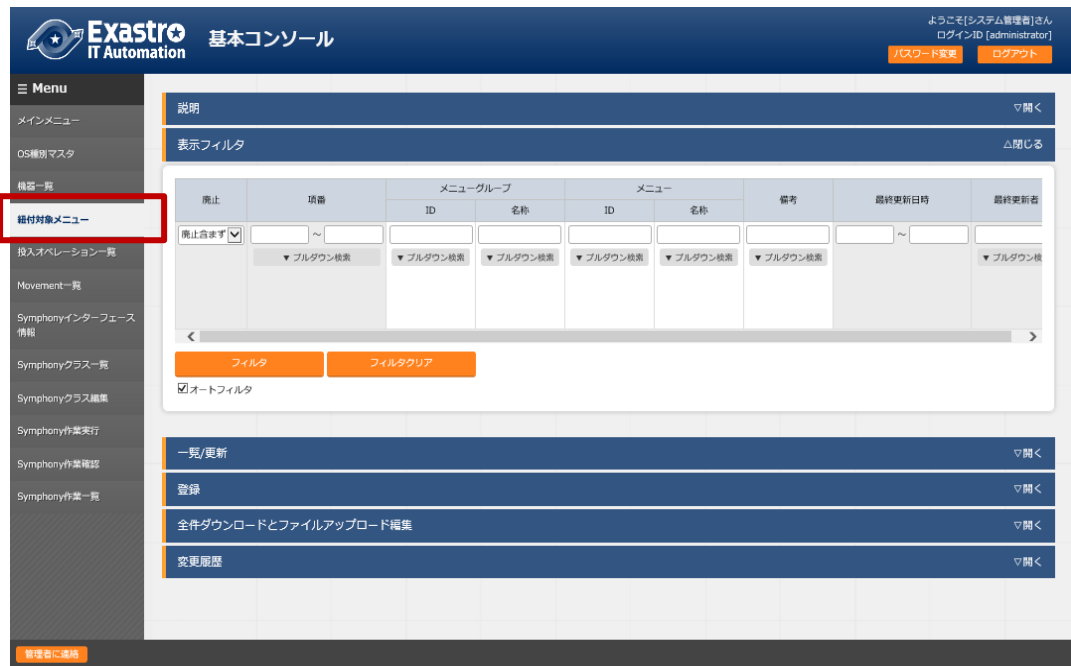 Exastro
IT Automation
基本コンソール
ようこそ[システム管理者]さん
ログインID [administrator]
パスワード変更
ログアウト
☰ Menu
メインメニュー
OS種別マスタ
機器一覧
紐付対象メニュー
投入オペレーション一覧
Movement一覧
Symphonyインターフェース
情報
Symphonyクラス一覧
Symphonyクラス編集
Symphony作業実行
Symphony作業確認
Symphony作業一覧
説明 ▽開く
表示フィルタ △閉じる
廃止 項番 メニューグループ メニュー 備考 最終更新日時 最終更新者
ID 名称 ID 名称
廃止含まず ～ ～
▼プルダウン検索 ▼プルダウン検索 ▼プルダウン検索 ▼プルダウン検索 ▼プルダウン検索 ▼プルダウン検索 ▼プルダウン検
フィルタ フィルタクリア
オートフィルタ
一覧/更新 ▽開く
登録 ▽開く
全件ダウンロードとファイルアップロード編集 ▽開く
変更履歴 ▽開く
管理者に連絡